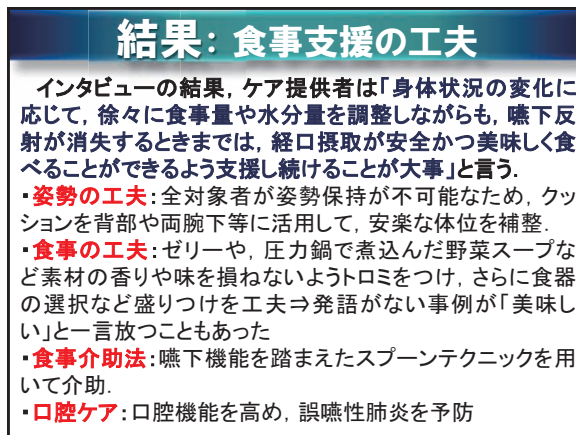 結果：食事支援の工夫
インタビューの結果，ケア提供者は「身体状況の変化に
応じて，徐々に食事量や水分量を調整しながらも，嚥下反
射が消失するときまでは，経口摂取が安全かつ美味しく食
べることができるよう支援し続けることが大事」と言う．
・姿勢の工夫：全対象者が姿勢保持が不可能なため，クッ
ションを背部や両腕下等に活用して，安楽な体位を補整．
・食事の工夫：ゼリーや，圧力鍋で煮込んだ野菜スープな
ど素材の香りや味を損ねないようトロミをつけ，さらに食器
の選択など盛りつけを工夫⇒発語がない事例が「美味し
い」と一言放つこともあった
・食事介助法：嚥下機能を踏まえたスプーンテクニックを用
いて介助．
・口腔ケア：口腔機能を高め，誤嚥性肺炎を予防